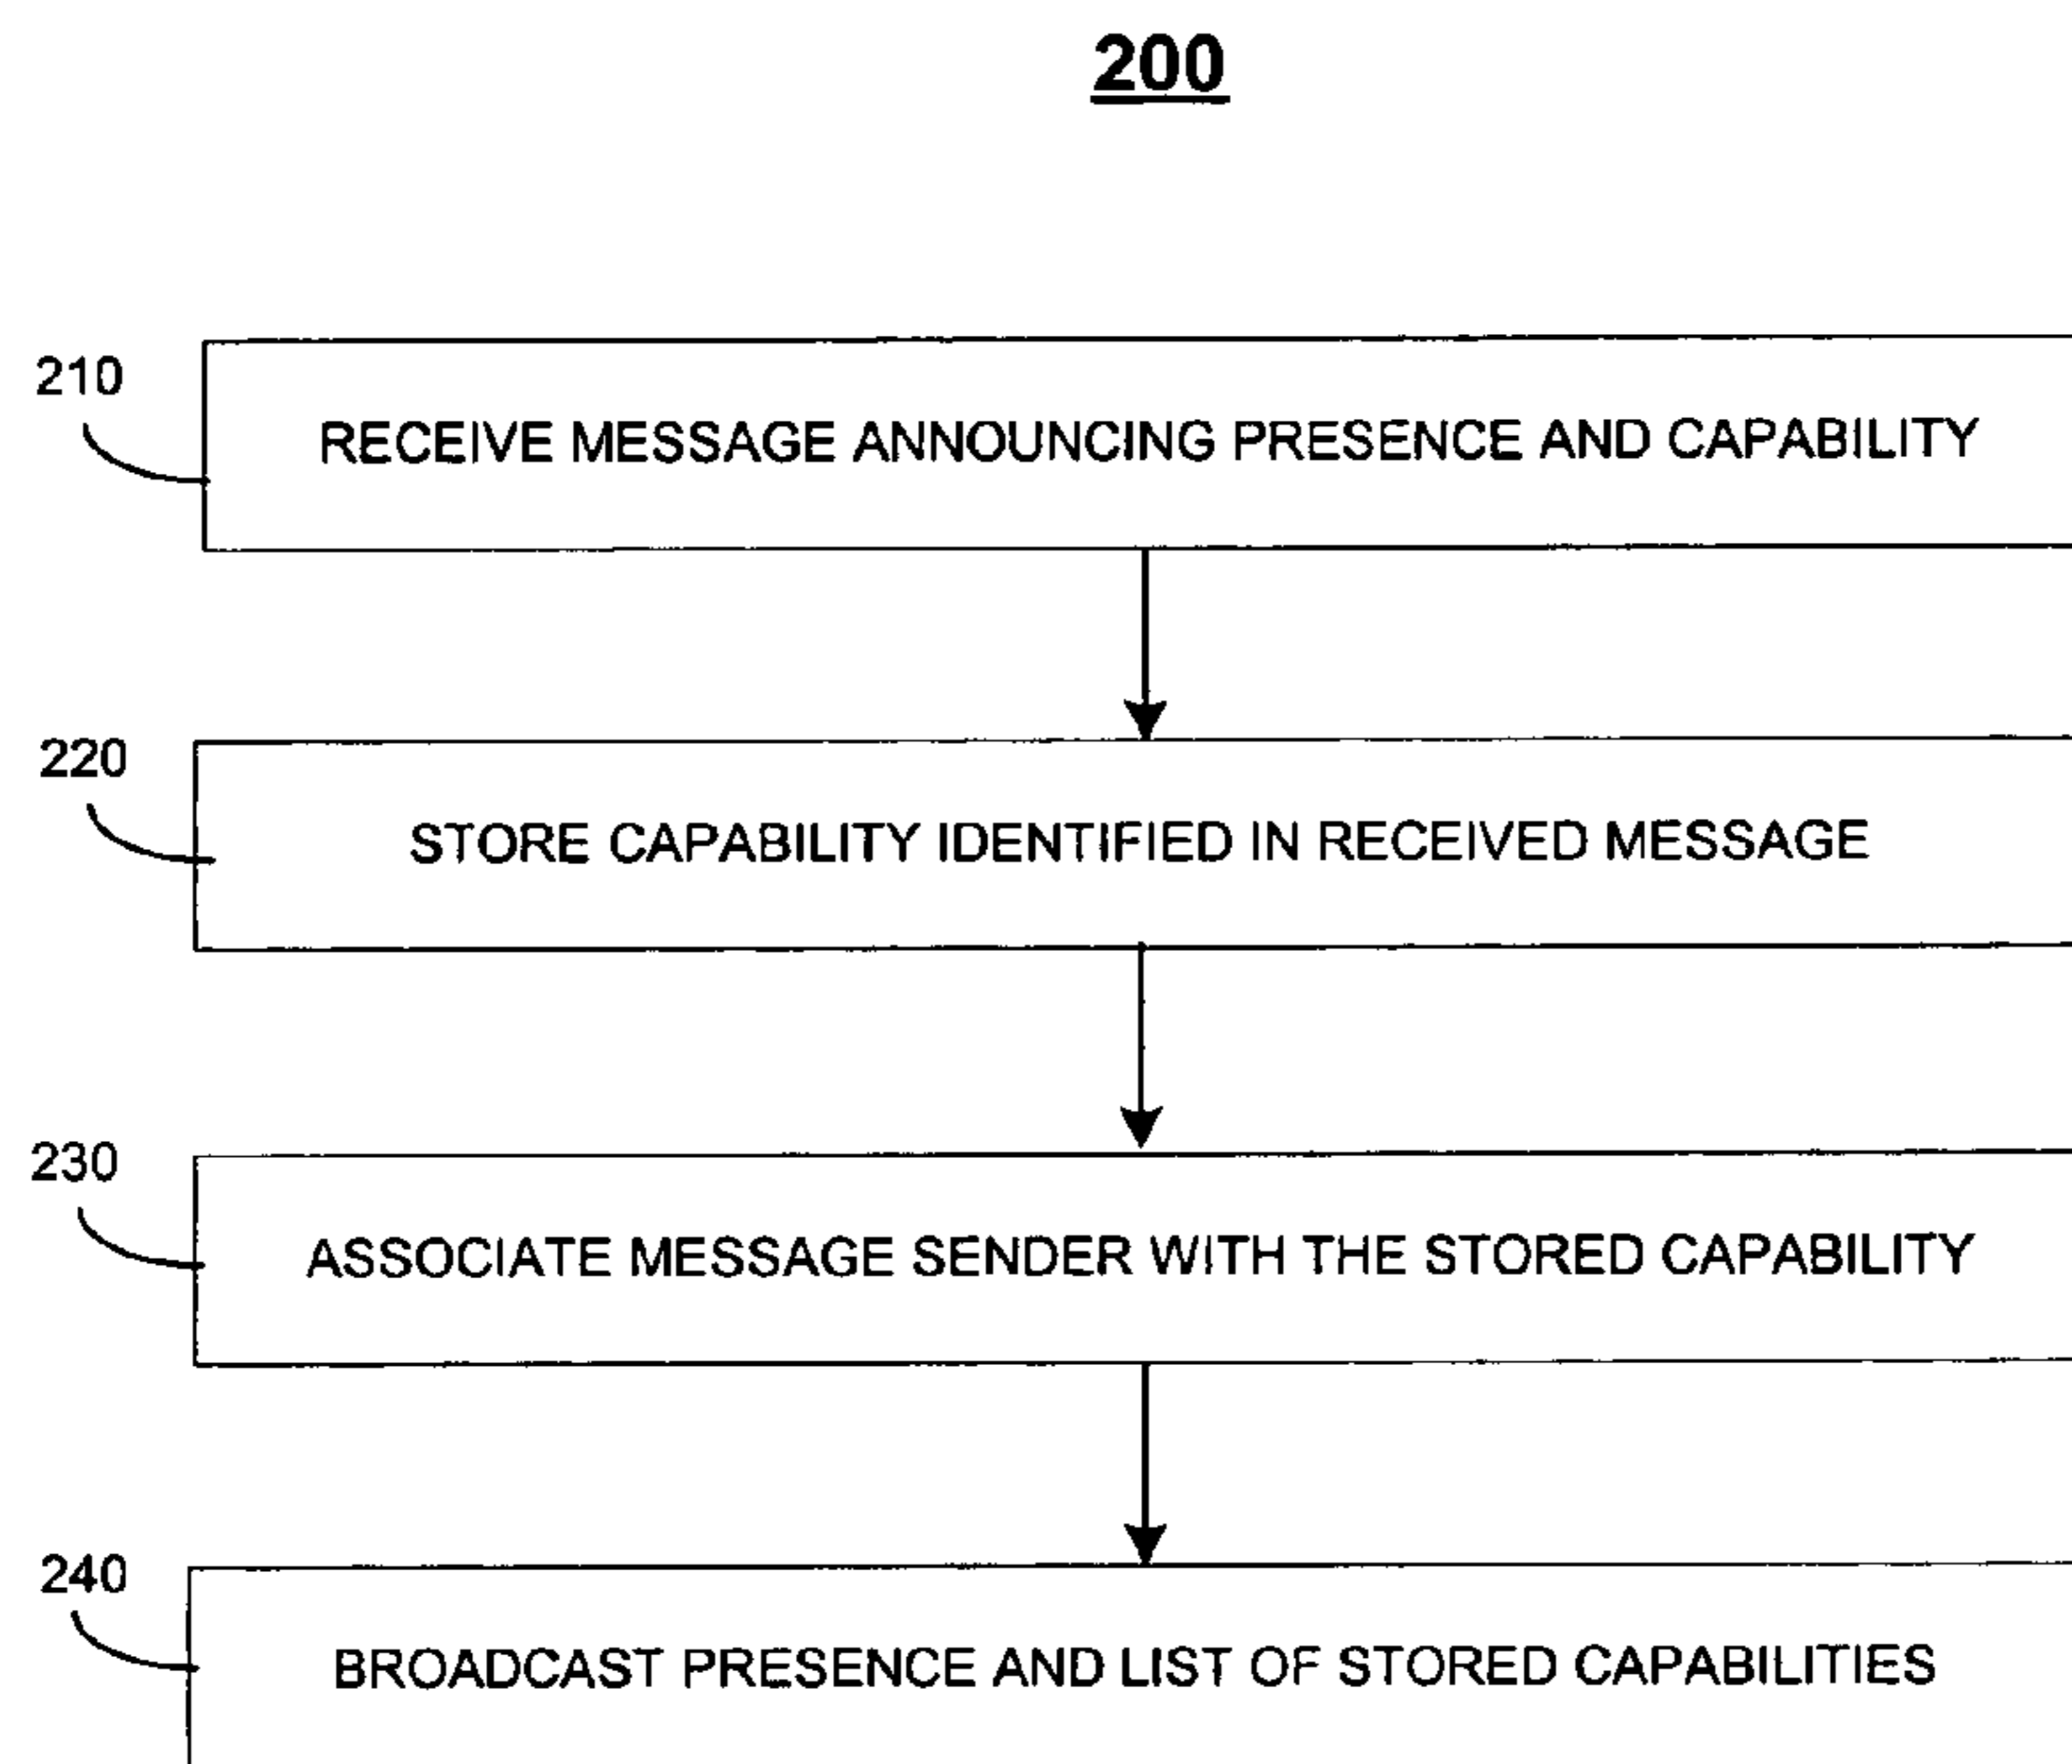 200
210
RECEIVE MESSAGE ANNOUNCING PRESENCE AND CAPABILITY
220
STORE CAPABILITY IDENTIFIED IN RECEIVED MESSAGE
230
ASSOCIATE MESSAGE SENDER WITH THE STORED CAPABILITY
240
BROADCAST PRESENCE AND LIST OF STORED CAPABILITIES